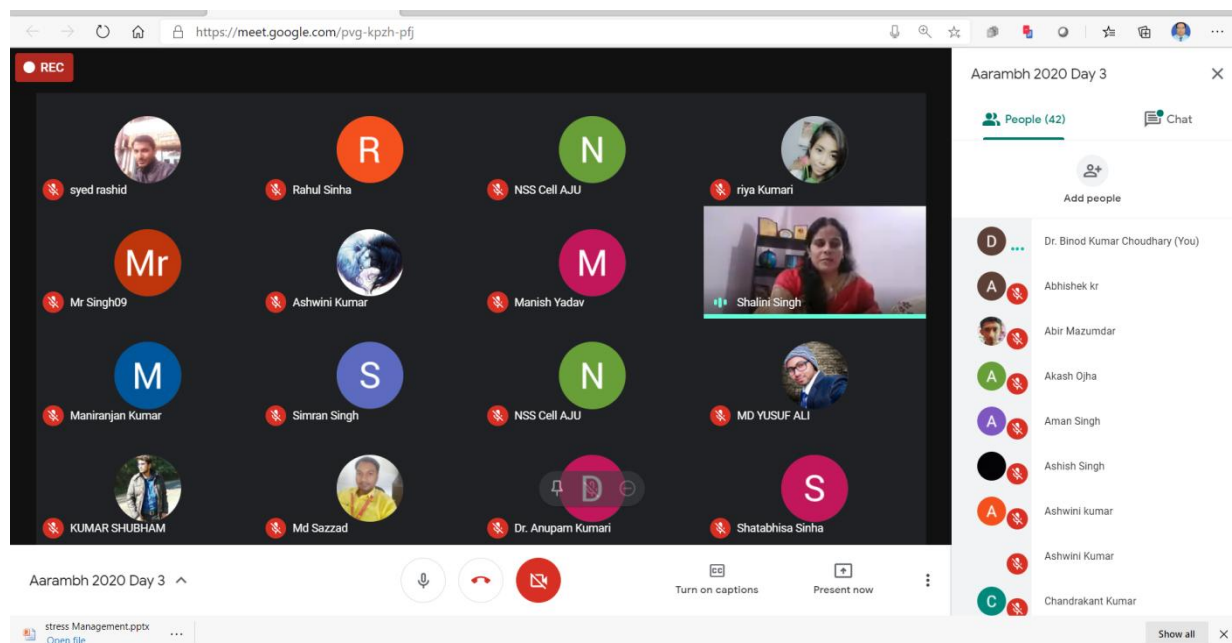 https://meet.google.com/pvg-kpzh-pfj
REC
Aarambh 2020 Day 3
People (42)
Chat
Add people
R
N
syed rashid
Rahul Sinha
NSS Cell AJU
riya Kumari
Mr
M
Mr Singh09
Ashwini Kumar
Manish Yadav
Shalini Singh
M
S
N
Maniranjan Kumar
Simran Singh
NSS Cell AJU
MD YUSUF ALI
D
S
KUMAR SHUBHAM
Md Sazzad
Dr. Anupam Kumari
Shatabhisa Sinha
D
Dr. Binod Kumar Choudhary (You)
A
Abhishek kr
Abir Mazumdar
A
Akash Ojha
A
Aman Singh
Ashish Singh
A
Ashwini kumar
Ashwini Kumar
C
Chandrakant Kumar
Aarambh 2020 Day 3
CC
Turn on captions
Present now
stress Management.pptx
Open file
Show all